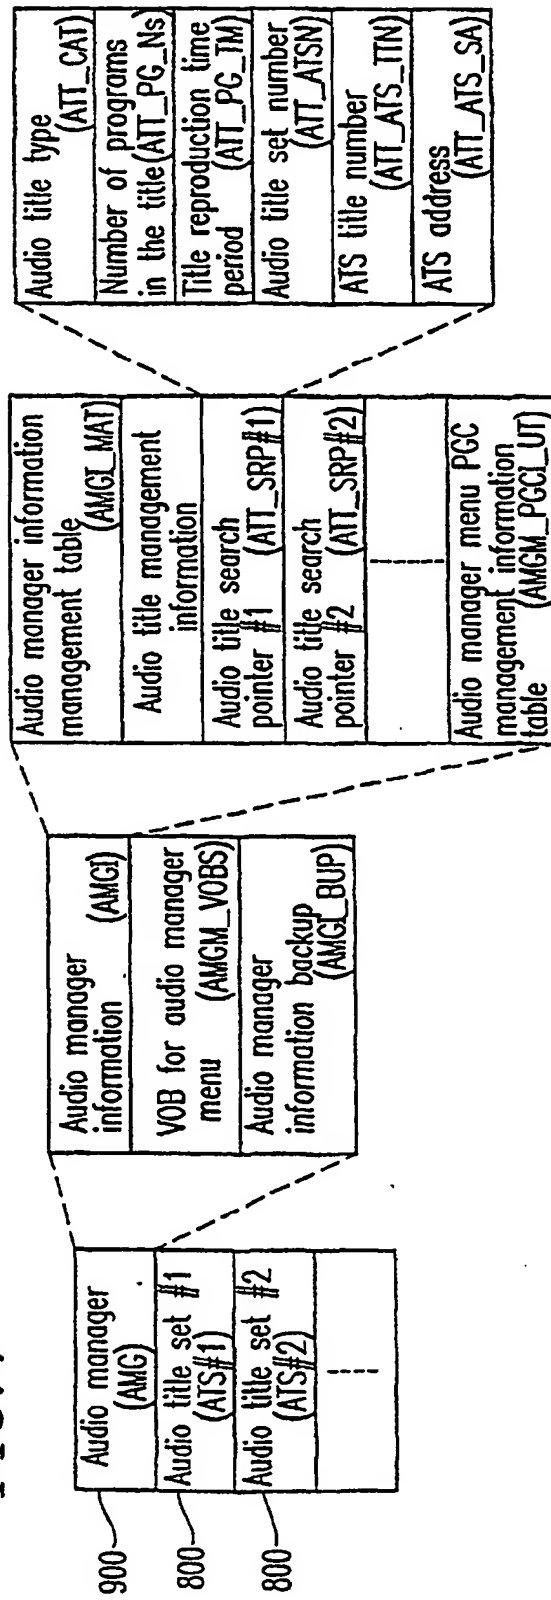 900
800
800
Audio manager
(AMG)
Audio title set #1
(ATS#1)
Audio title set #2
(ATS#2)
Audio manager
information (AMGI)
VOB for audio manager
menu (AMGM_VOBS)
Audio manager
information backup
(AMGI_BUP)
Audio manager information
management table
(AMGI_MAT)
Audio title management
information
Audio title search
pointer #1 (ATT_SRP#1)
Audio title search
pointer #2 (ATT_SRP#2)
Audio manager menu PGC
management information
table (AMGM_PGCI_UT)
Audio title type
(ATT_CAT)
Number of programs
in the title (ATT_PG_Ns)
Title reproduction time
period (ATT_PG_TM)
Audio title set number
(ATT_ATSN)
ATS title number
(ATT_ATS_TTN)
ATS address
(ATT_ATS_SA)